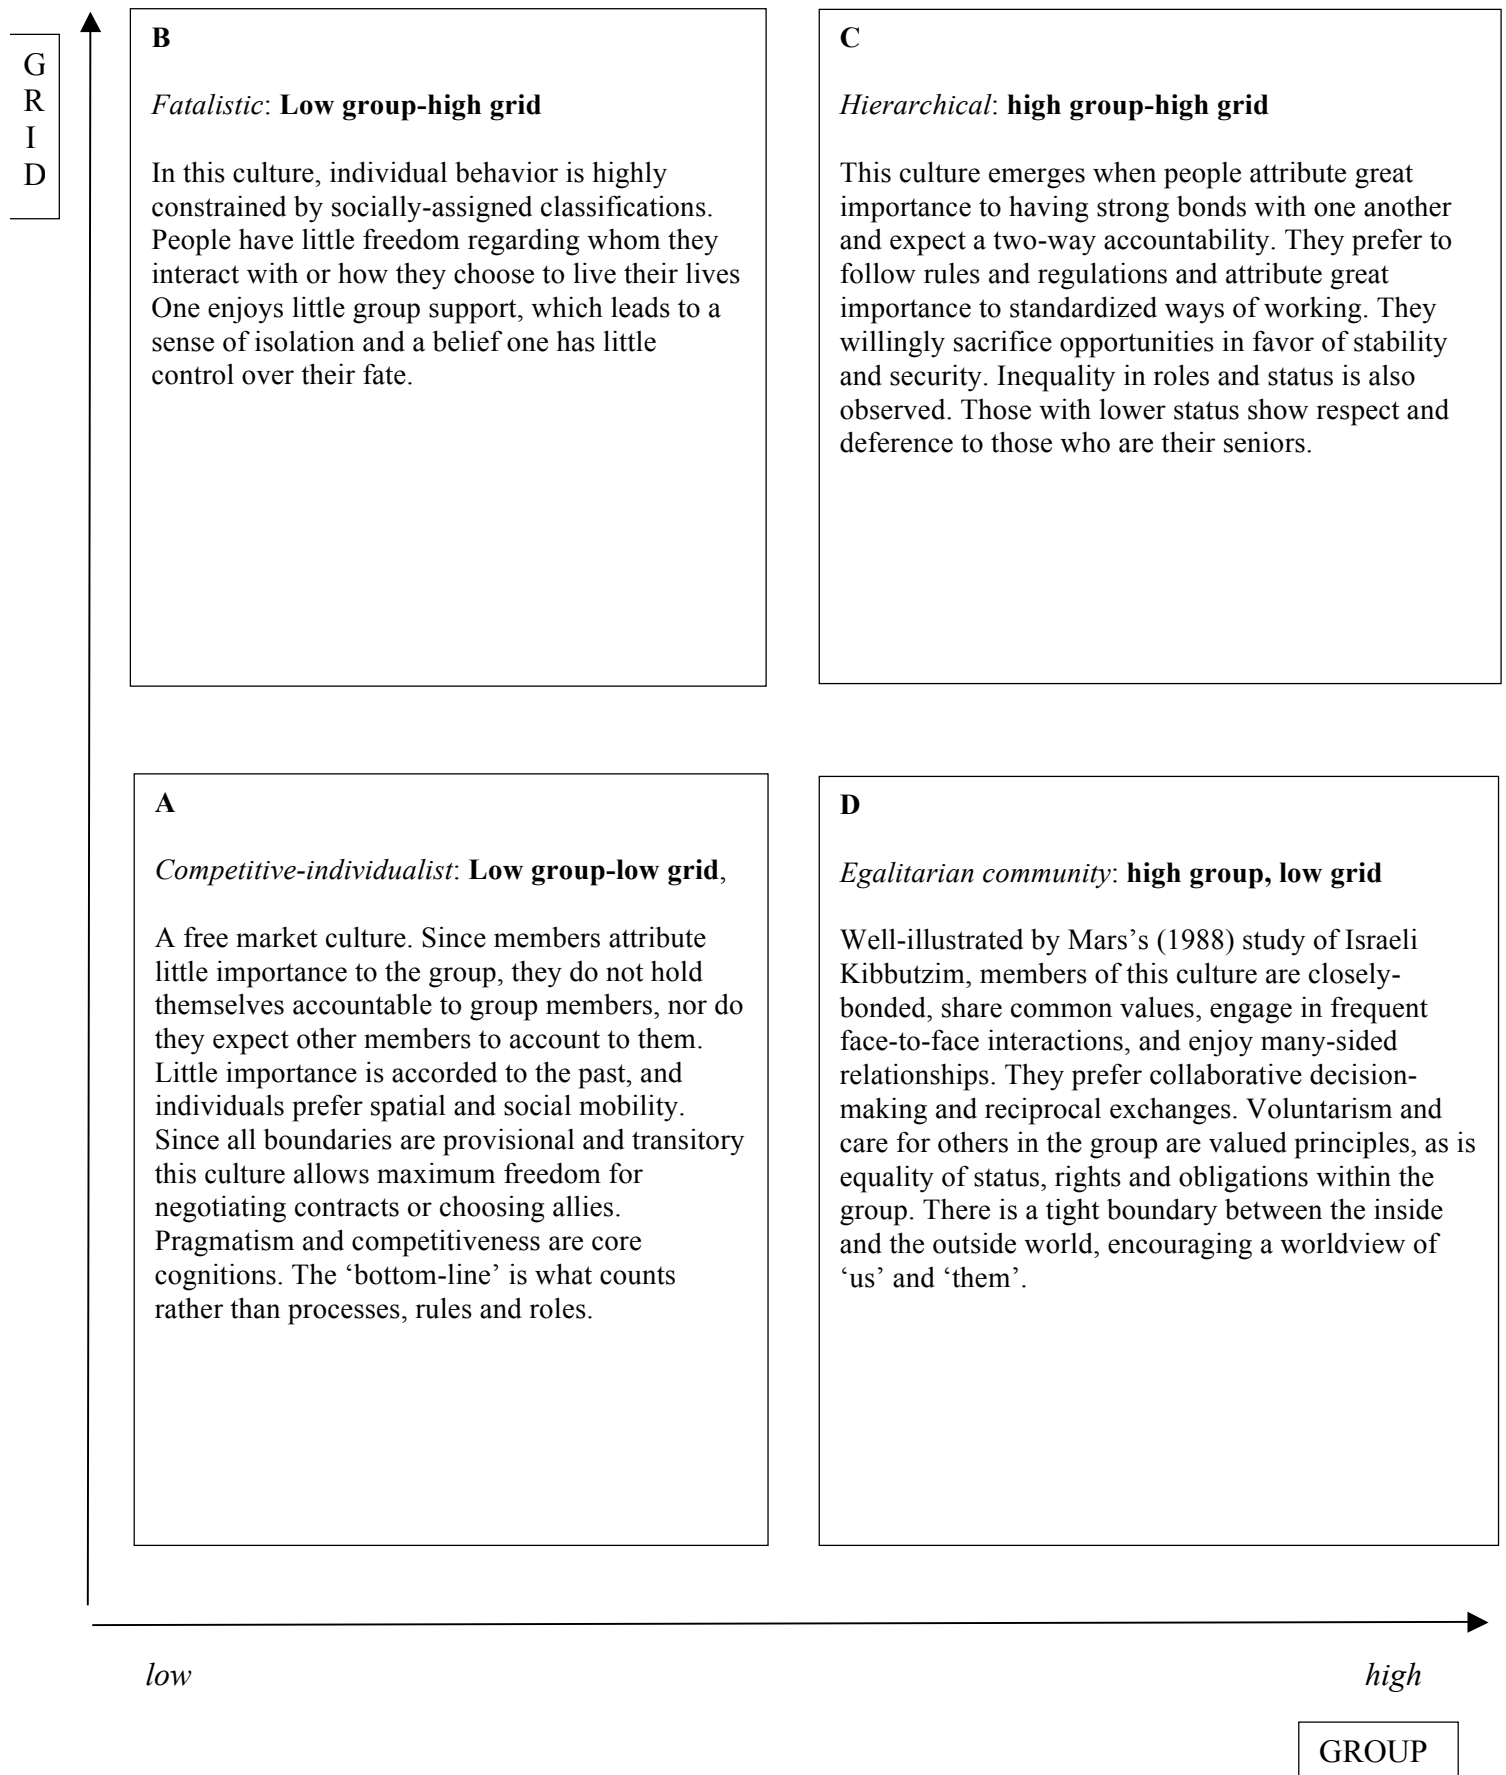 G
R
I
D
B
Fatalistic: Low group-high grid
In this culture, individual behavior is highly
constrained by socially-assigned classifications.
People have little freedom regarding whom they
interact with or how they choose to live their lives
One enjoys little group support, which leads to a
sense of isolation and a belief one has little
control over their fate.
C
Hierarchical: high group-high grid
This culture emerges when people attribute great
importance to having strong bonds with one another
and expect a two-way accountability. They prefer to
follow rules and regulations and attribute great
importance to standardized ways of working. They
willingly sacrifice opportunities in favor of stability
and security. Inequality in roles and status is also
observed. Those with lower status show respect and
deference to those who are their seniors.
A
Competitive-individualist: Low group-low grid,
A free market culture. Since members attribute
little importance to the group, they do not hold
themselves accountable to group members, nor do
they expect other members to account to them.
Little importance is accorded to the past, and
individuals prefer spatial and social mobility.
Since all boundaries are provisional and transitory
this culture allows maximum freedom for
negotiating contracts or choosing allies.
Pragmatism and competitiveness are core
cognitions. The ‘bottom-line’ is what counts
rather than processes, rules and roles.
D
Egalitarian community: high group, low grid
Well-illustrated by Mars’s (1988) study of Israeli
Kibbutzim, members of this culture are closely-
bonded, share common values, engage in frequent
face-to-face interactions, and enjoy many-sided
relationships. They prefer collaborative decision-
making and reciprocal exchanges. Voluntarism and
care for others in the group are valued principles, as is
equality of status, rights and obligations within the
group. There is a tight boundary between the inside
and the outside world, encouraging a worldview of
‘us’ and ‘them’.
low
high
GROUP